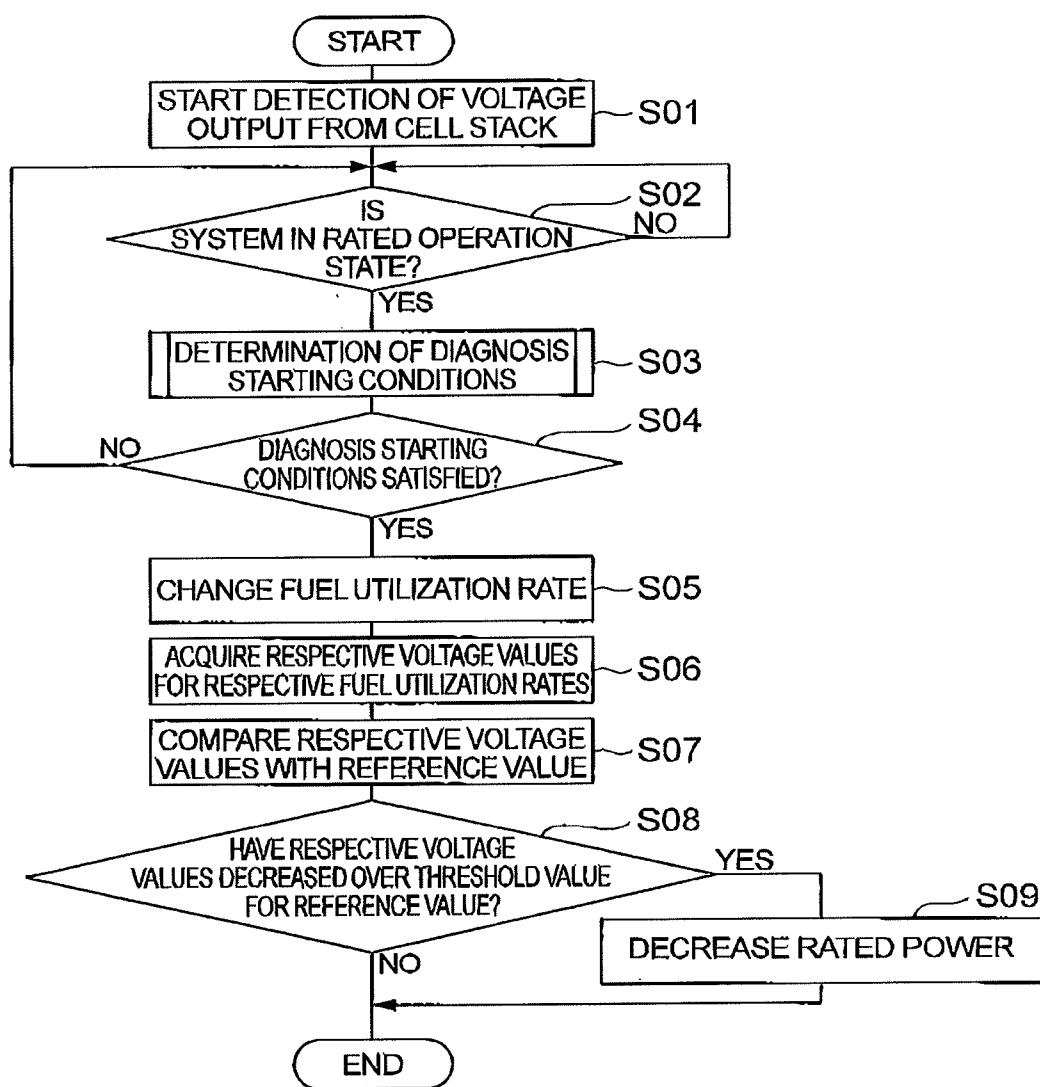 START
START DETECTION OF VOLTAGE
OUTPUT FROM CELL STACK
S01
S02
IS
SYSTEM IN RATED OPERATION
STATE?
NO
YES
DETERMINATION OF DIAGNOSIS
STARTING CONDITIONS
S03
S04
NO
DIAGNOSIS STARTING
CONDITIONS SATISFIED?
YES
CHANGE FUEL UTILIZATION RATE
S05
ACQUIRE RESPECTIVE VOLTAGE VALUES
FOR RESPECTIVE FUEL UTILIZATION RATES
S06
COMPARE RESPECTIVE VOLTAGE
VALUES WITH REFERENCE VALUE
S07
S08
HAVE RESPECTIVE VOLTAGE
VALUES DECREASED OVER THRESHOLD VALUE
FOR REFERENCE VALUE?
YES
S09
DECREASE RATED POWER
NO
END